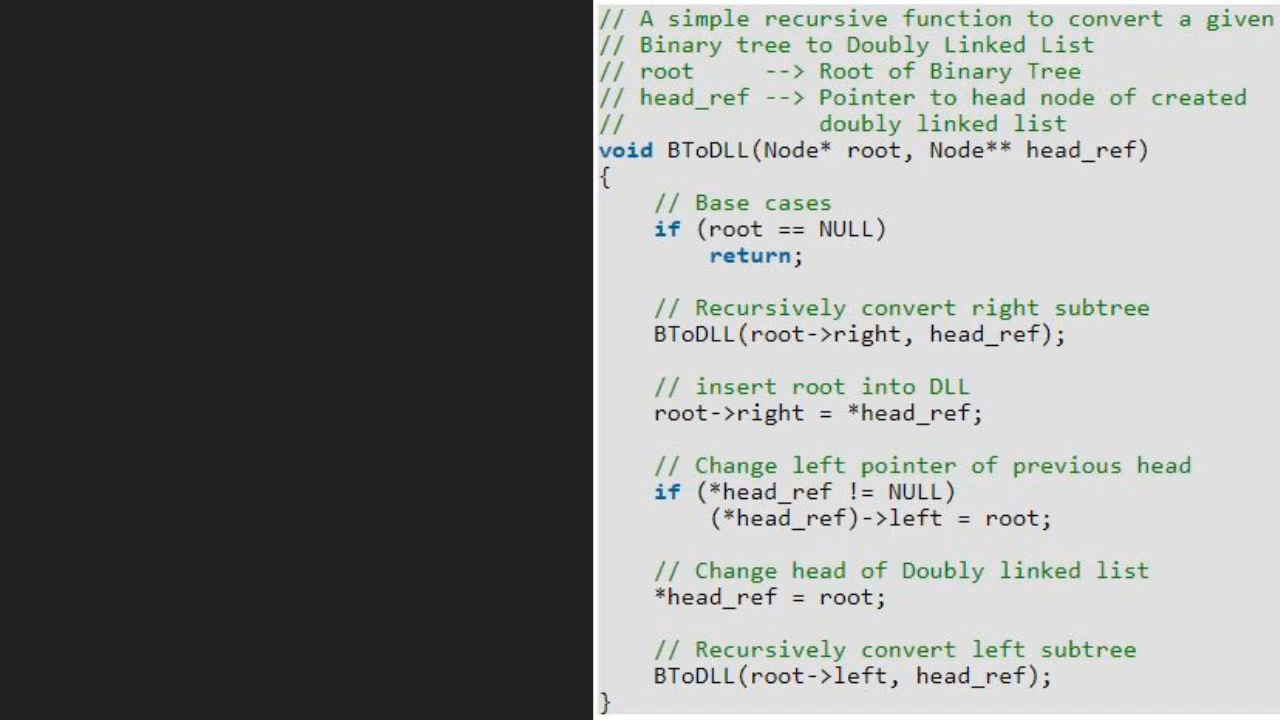 // A simple recursive function to convert a given
// Binary tree to Doubly Linked List
// root     --> Root of Binary Tree
// head_ref --> Pointer to head node of created
//              doubly linked list
void BToDLL(Node* root, Node** head_ref)
{
    // Base cases
    if (root == NULL)
        return;
    // Recursively convert right subtree
    BToDLL(root->right, head_ref);
    // insert root into DLL
    root->right = *head_ref;
    // Change left pointer of previous head
    if (*head_ref != NULL)
        (*head_ref)->left = root;
    // Change head of Doubly linked list
    *head_ref = root;
    // Recursively convert left subtree
    BToDLL(root->left, head_ref);
}